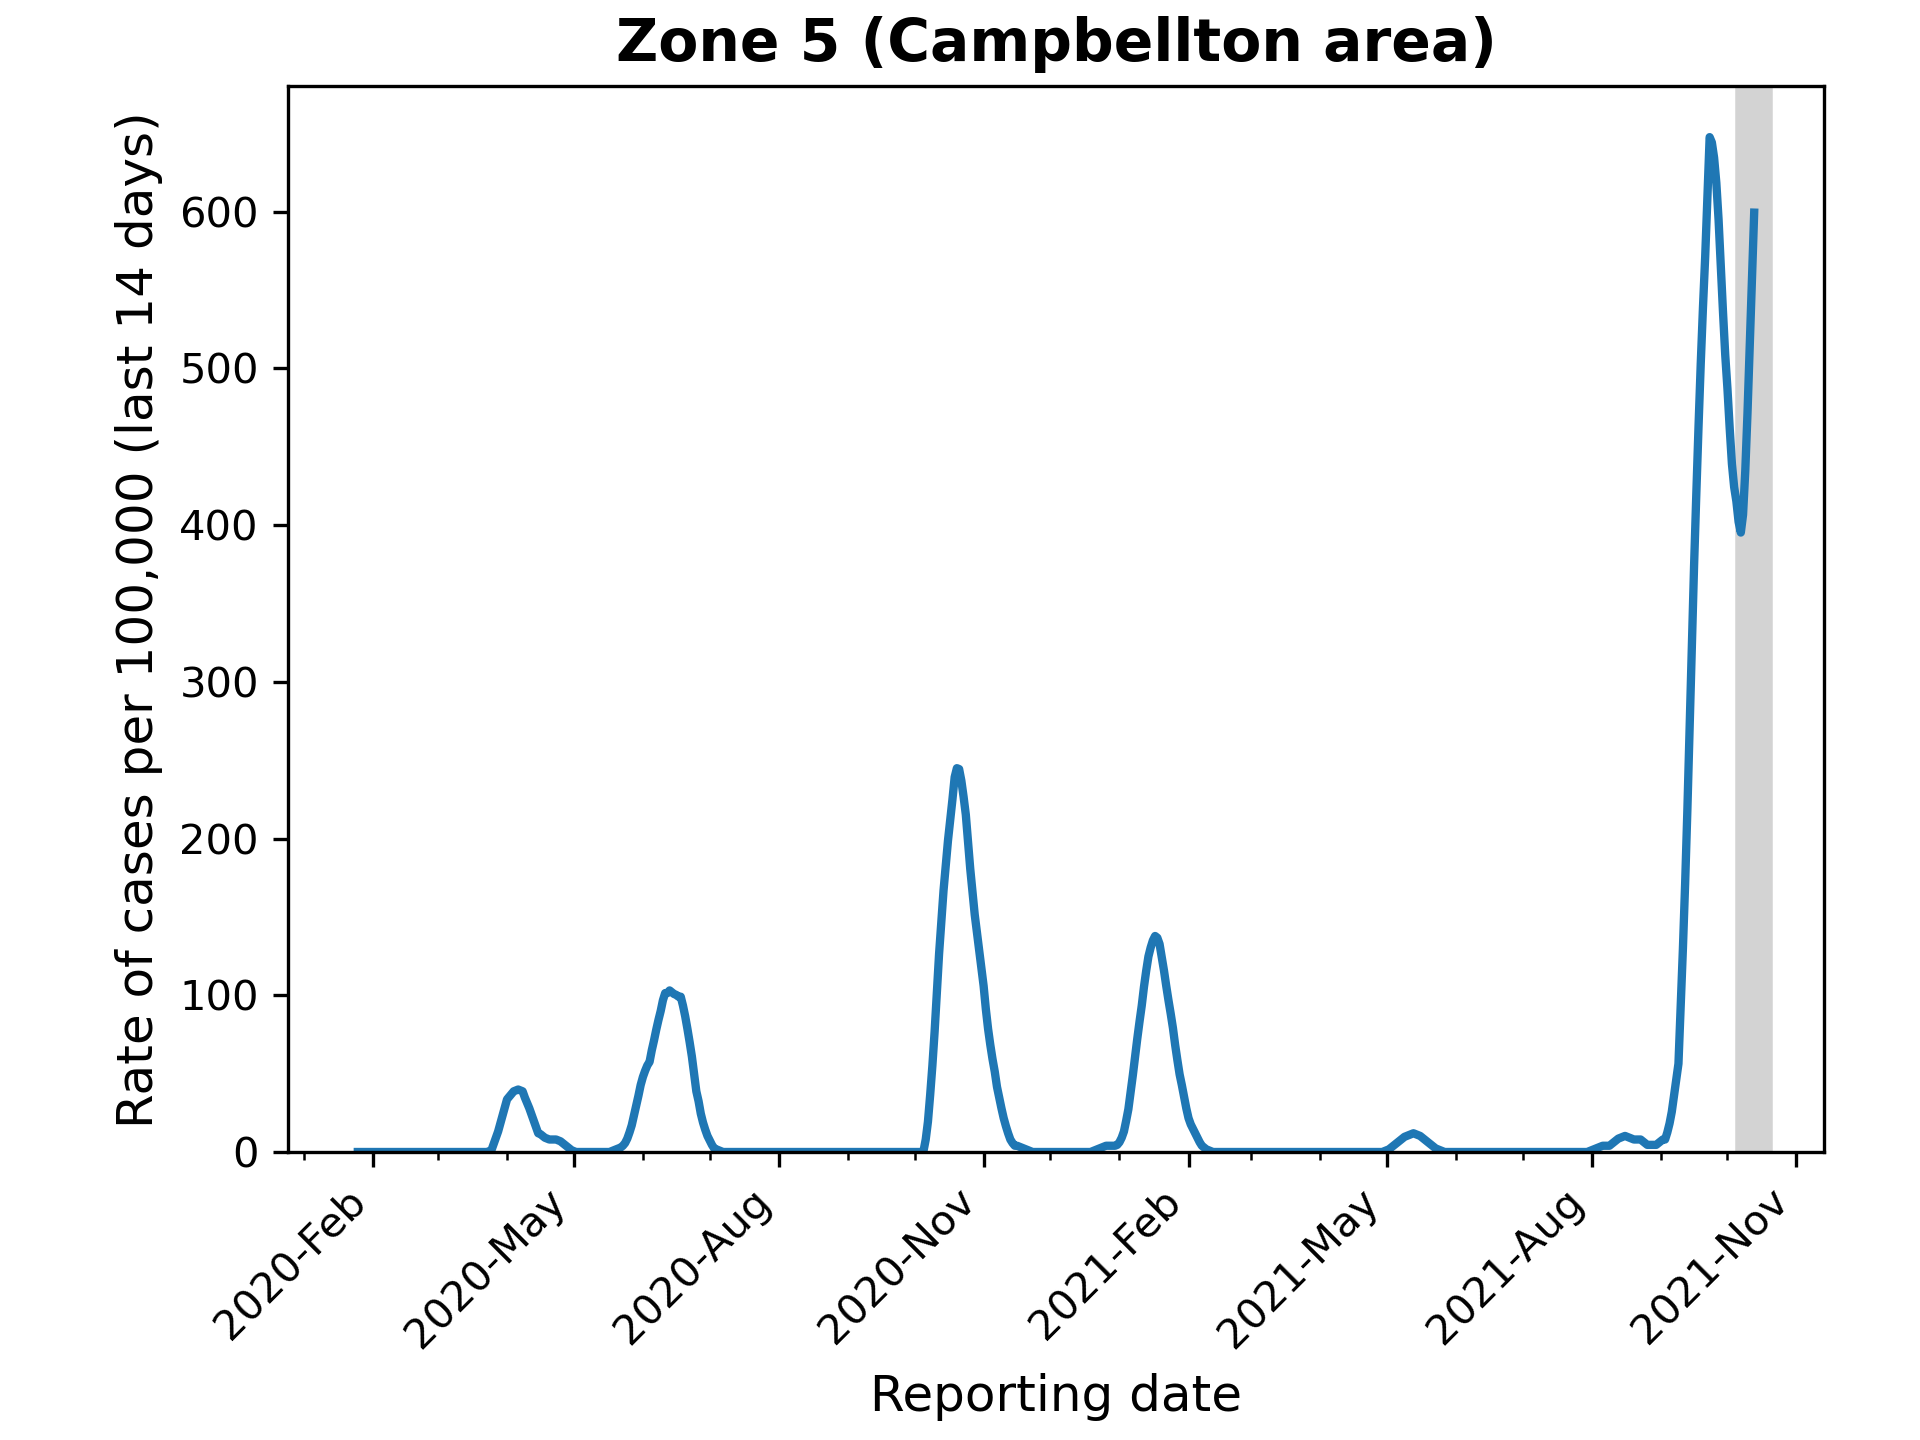 Zone 5 (Campbellton area)
Rate of cases per 100,000 (last 14 days)
600
500
400
300
200
100
0
2020-Feb
2020-May
2020-Aug
2020-Nov
2021-Feb
2021-May
2021-Aug
2021-Nov
Reporting date